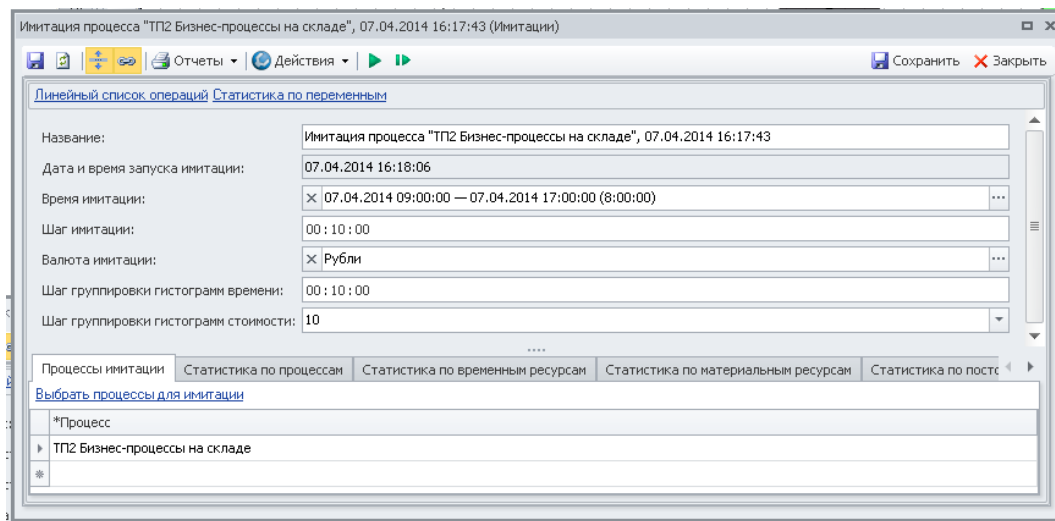 Имитация процесса "ТП2 Бизнес-процессы на складе", 07.04.2014 16:17:43 (Имитации)
Отчеты Действия Сохранить Закрыть
Линейный список операций Статистика по переменным
Название: Имитация процесса "ТП2 Бизнес-процессы на складе", 07.04.2014 16:17:43
Дата и время запуска имитации: 07.04.2014 16:18:06
Время имитации: 07.04.2014 09:00:00 — 07.04.2014 17:00:00 (8:00:00)
Шаг имитации: 00:10:00
Валюта имитации: Рубли
Шаг группировки гистограмм времени: 00:10:00
Шаг группировки гистограмм стоимости: 10
Процессы имитации Статистика по процессам Статистика по временным ресурсам Статистика по материальным ресурсам Статистика по
Выбрать процессы для имитации
*Процесс
ТП2 Бизнес-процессы на складе